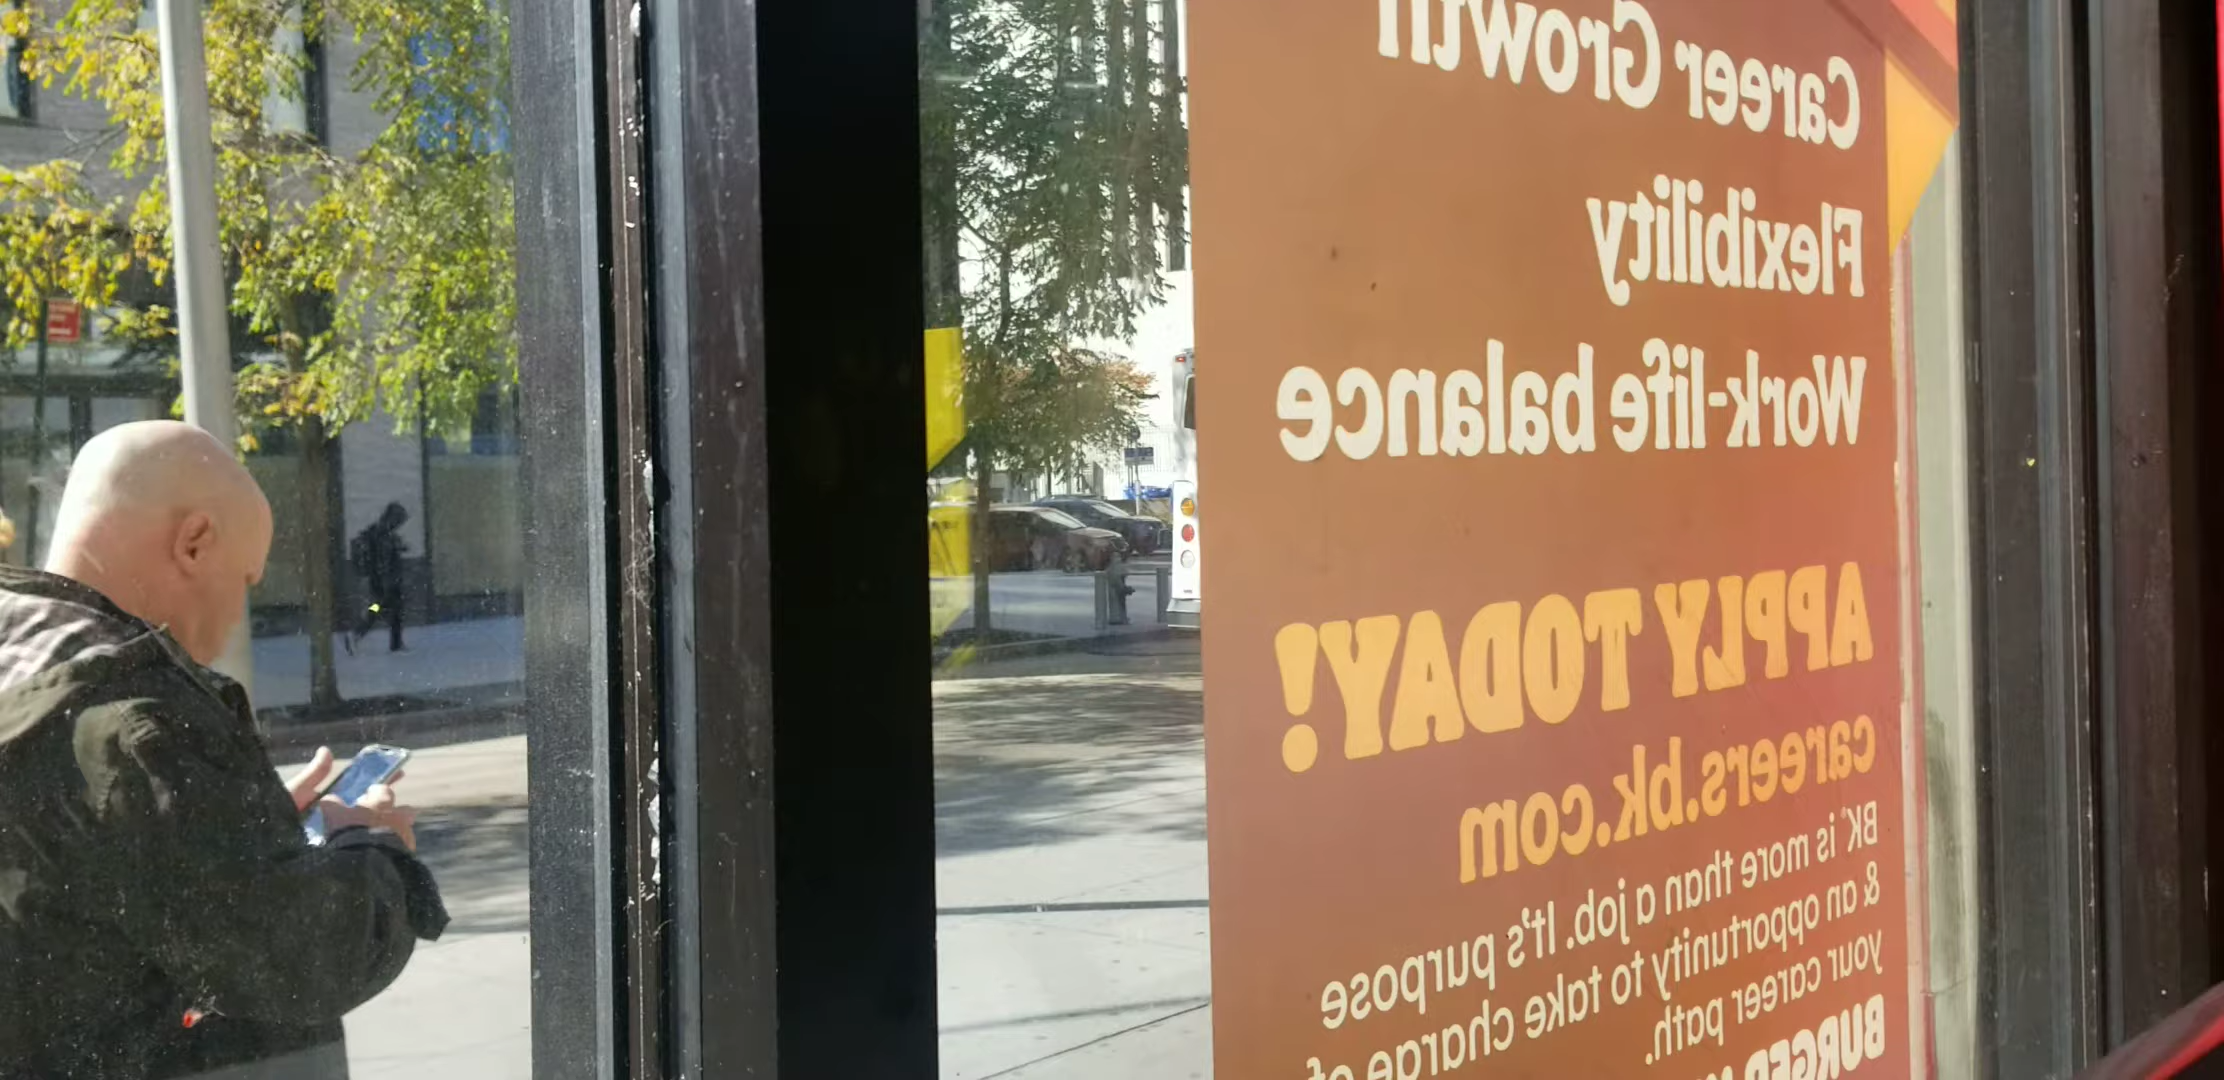 Career Growth
Flexibility
Work-life balance
APPLY TODAY!
careers.bk.com
BK® is more than a job. It's purpose
& an opportunity to take charge of
your career path.
BURGER